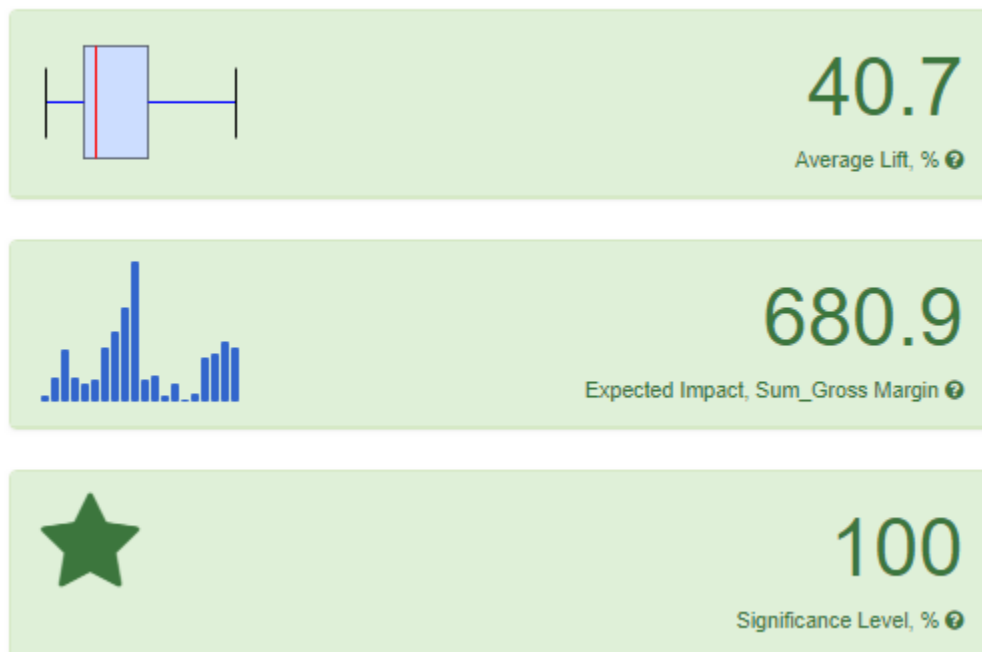 40.7
Average Lift, %
680.9
Expected Impact, Sum_Gross Margin
100
Significance Level, %